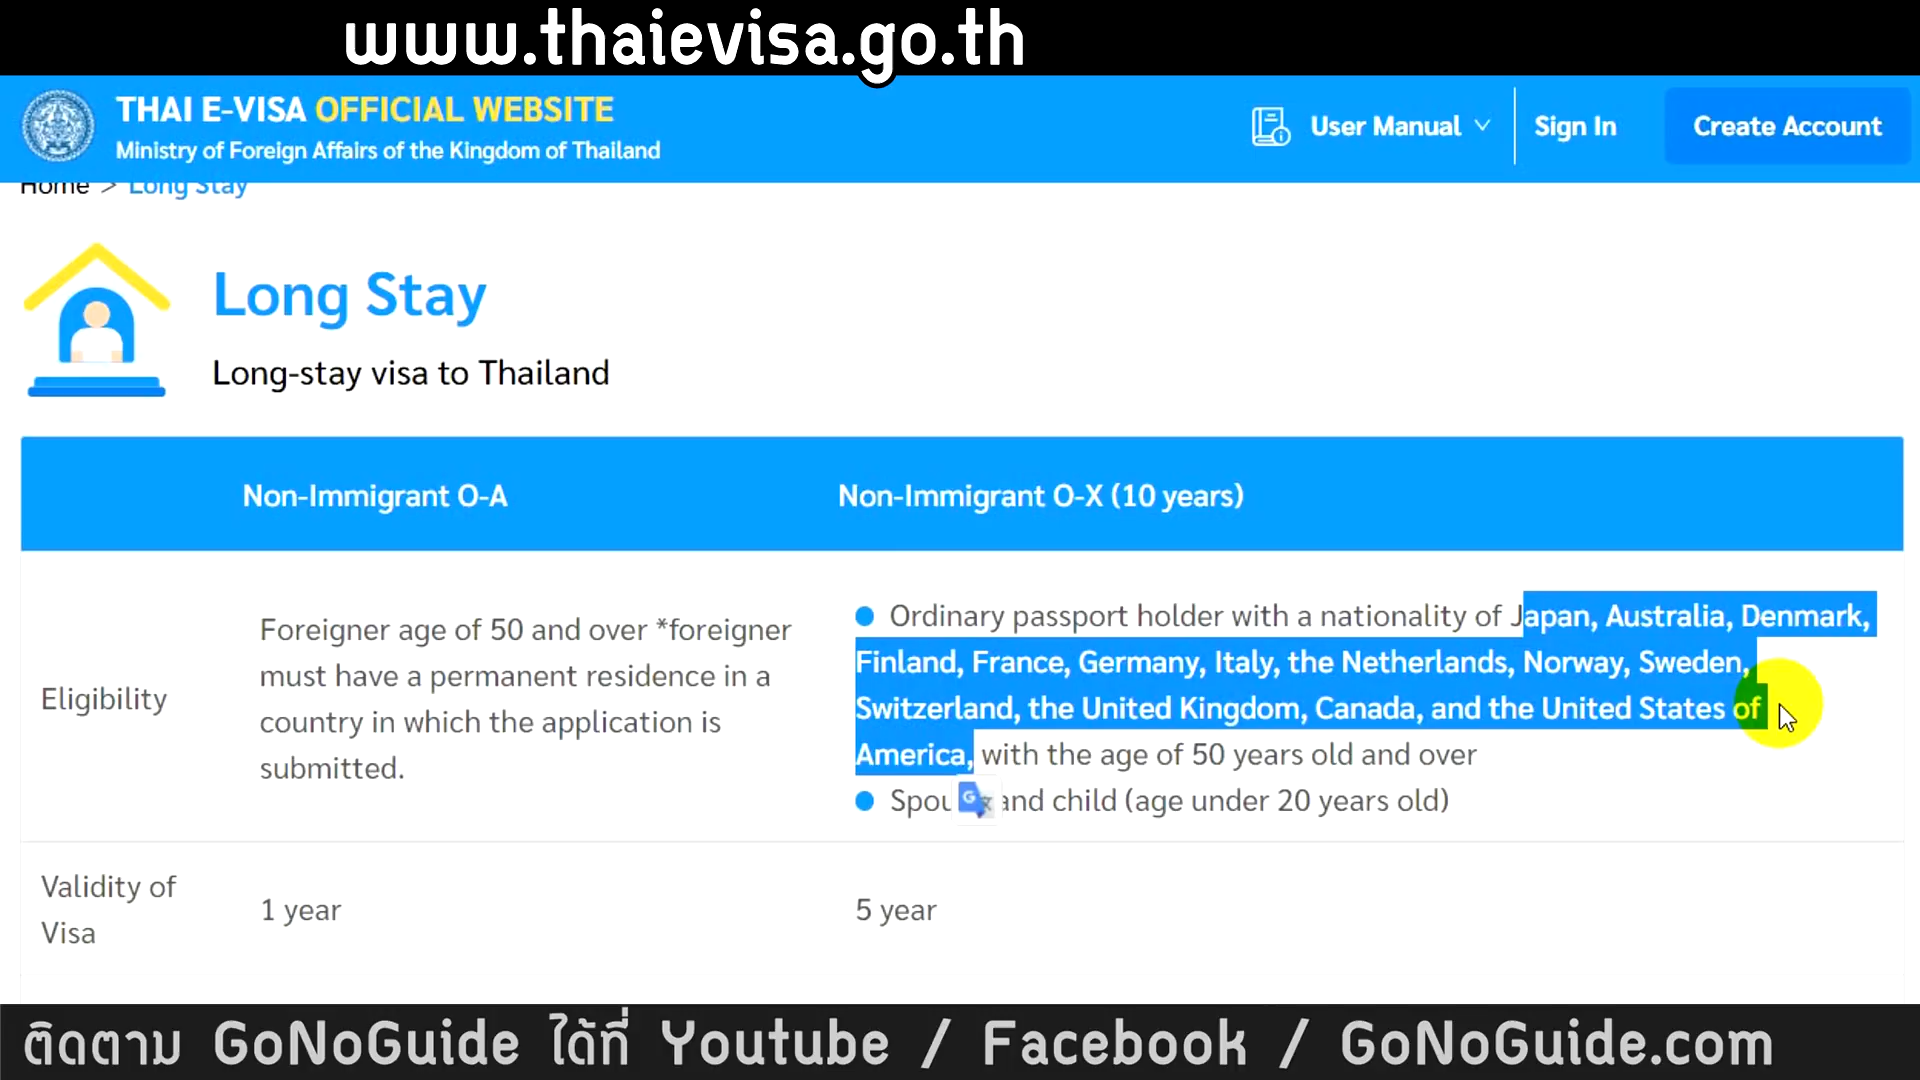 www.thaievisa.go.th
THAI E-VISA OFFICIAL WEBSITE
Ministry of Foreign Affairs of the Kingdom of Thailand
User Manual
Sign In
Create Account
Home > Long Stay
Long Stay
Long-stay visa to Thailand
Non-Immigrant O-A
Non-Immigrant O-X (10 years)
Eligibility
Foreigner age of 50 and over *foreigner
must have a permanent residence in a
country in which the application is
submitted.
Ordinary passport holder with a nationality of Japan, Australia, Denmark,
Finland, France, Germany, Italy, the Netherlands, Norway, Sweden,
Switzerland, the United Kingdom, Canada, and the United States of
America, with the age of 50 years old and over
and child (age under 20 years old)
Validity of
Visa
1 year
5 year
ติดตาม GoNoGuide ได้ที่ Youtube / Facebook / GoNoGuide.com